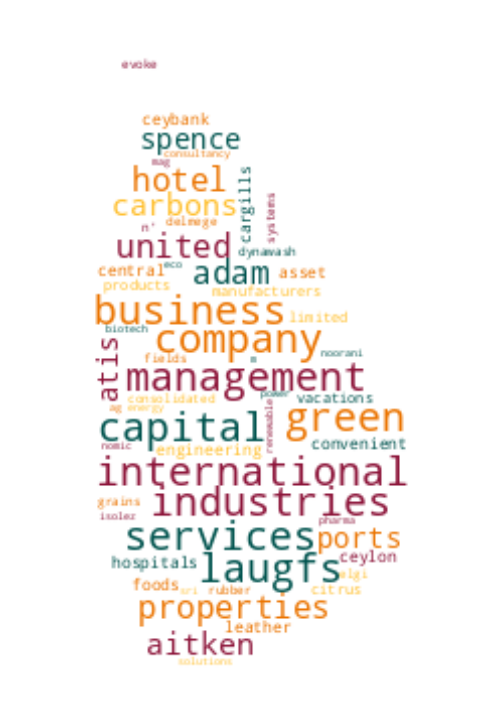 evoke
ceybank
spence
consultancy
mag
hotel
cargills
carbons
systems
delmege
n'
united
dynawash
central
eco
adam
asset
products
manufacturers
business
limited
biotech
company
atis
fields
noorani
management
power
consolidated
vacations
ag energy
renewable
capital
green
nomic
engineering
convenient
international
grains
industries
isolez
pharma
services
ports
hospitals
laugfs
ceylon
elgi
foods
sri
rubber
citrus
properties
leather
aitken
solutions